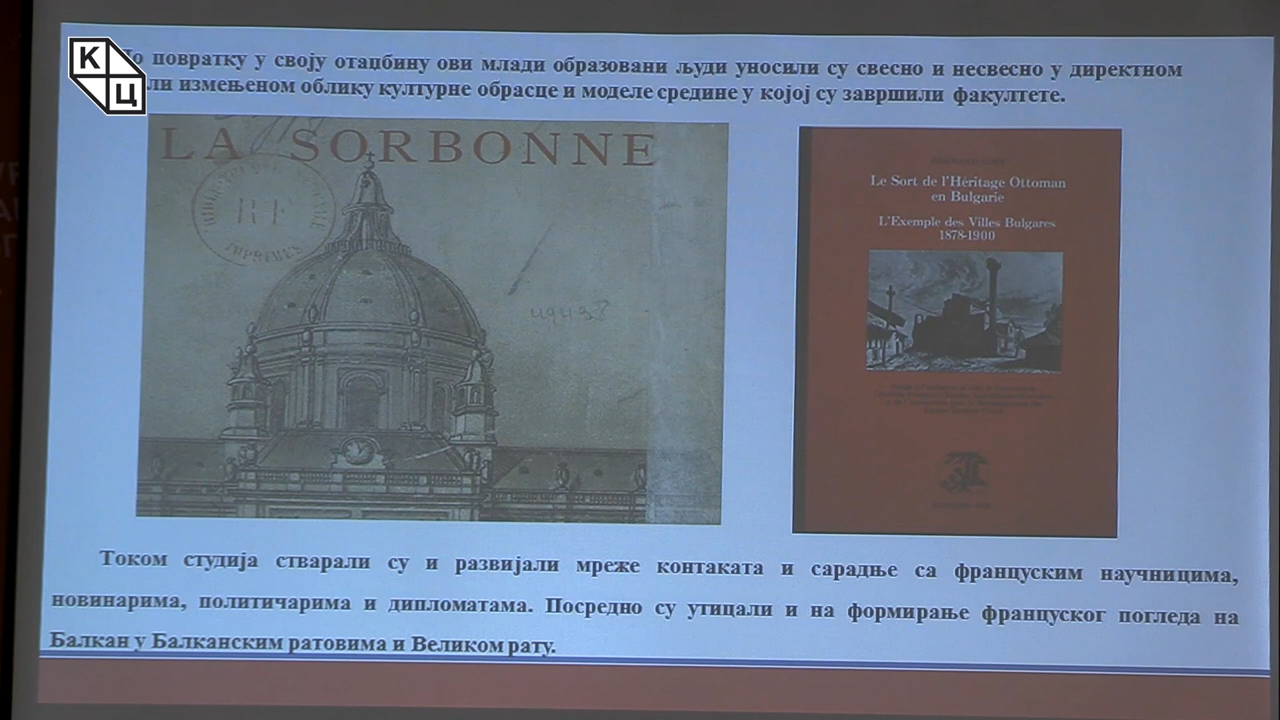 К
Ц
По повратку у своју отаџбину ови млади образовани људи уносили су свесно и несвесно у директном
или измењеном облику културне обрасце и моделе средине у којој су завршили факултете.
LA SORBONNE
49438
Le Sort de l'Héritage Ottoman
en Bulgarie
L'Exemple des Villes Bulgares
1878-1900
Током студија стварали су и развијали мреже контаката и сарадње са француским научницима,
новинарима, политичарима и дипломатама. Посредно су утицали и на формирање француског погледа на
Балкан у Балканским ратовима и Великом рату.